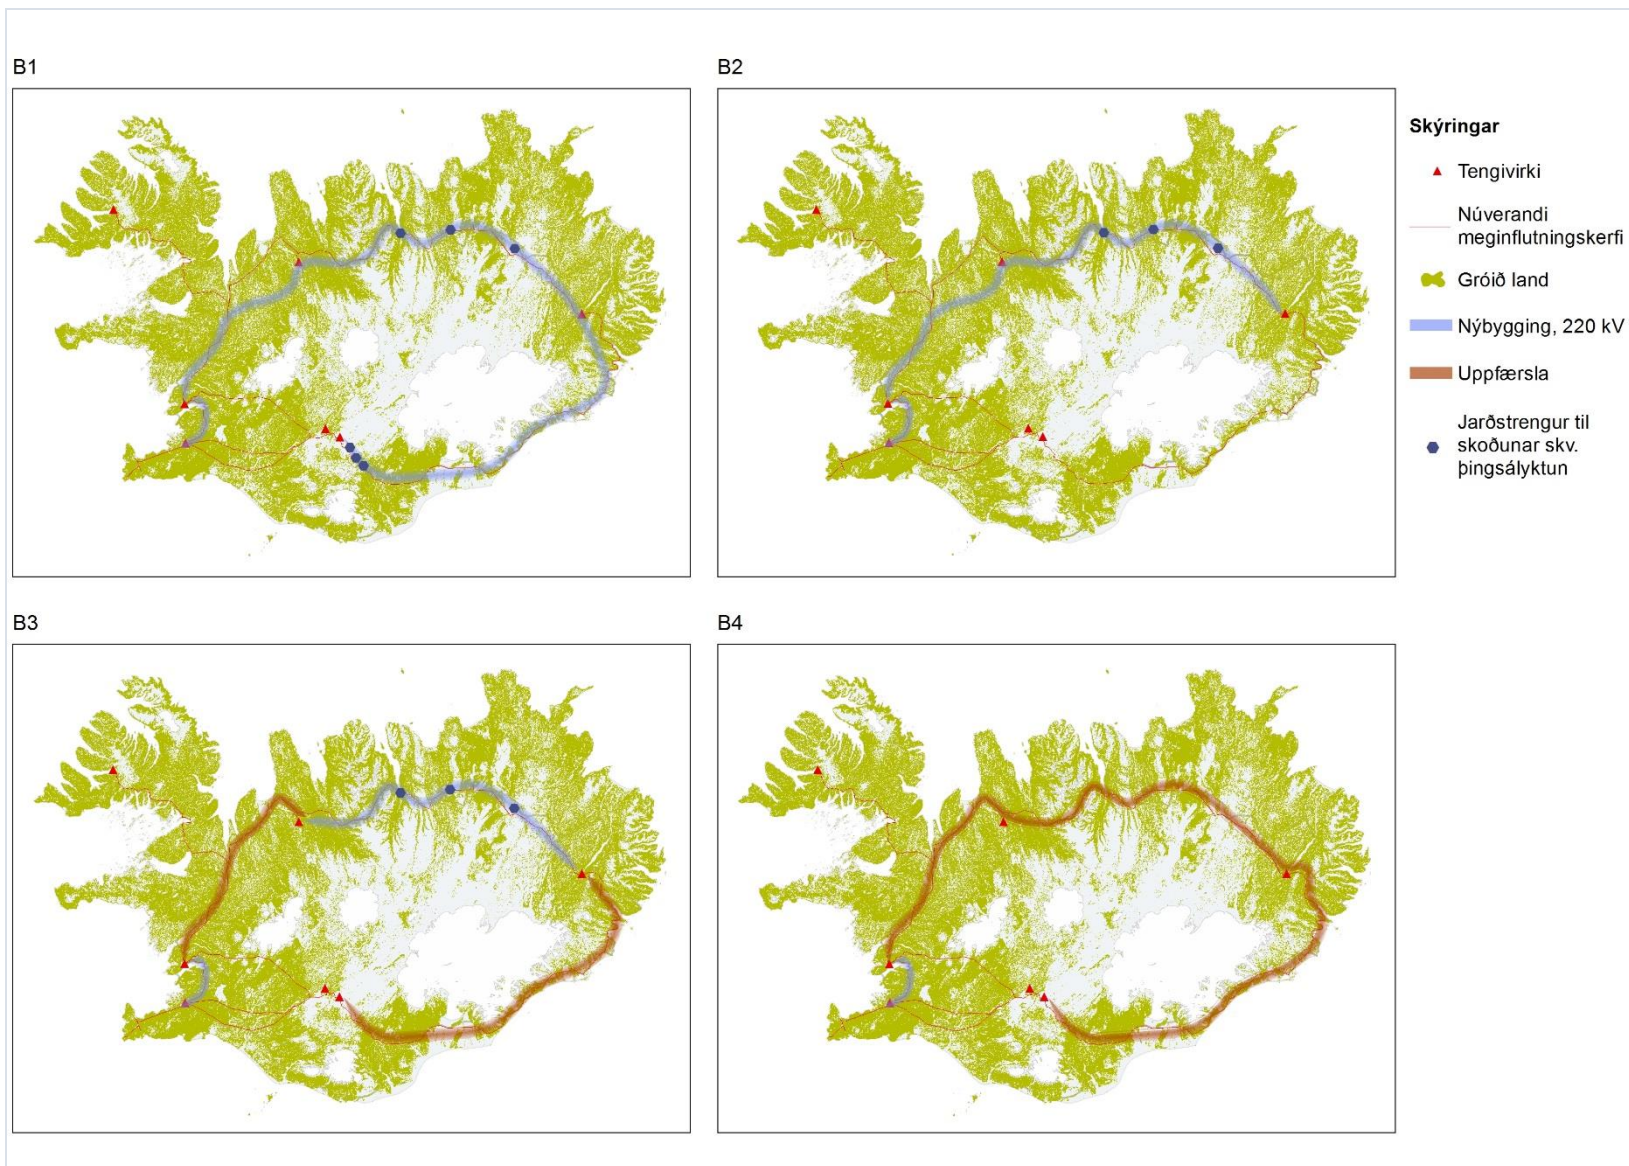 B1
B2
Skýringar
Tengivirki
Núverandi
meginflutningskerfi
Gróið land
Nýbygging, 220 kV
Uppfærsla
Jarðstrengur til
skoðunar skv.
þingsályktun
B3
B4